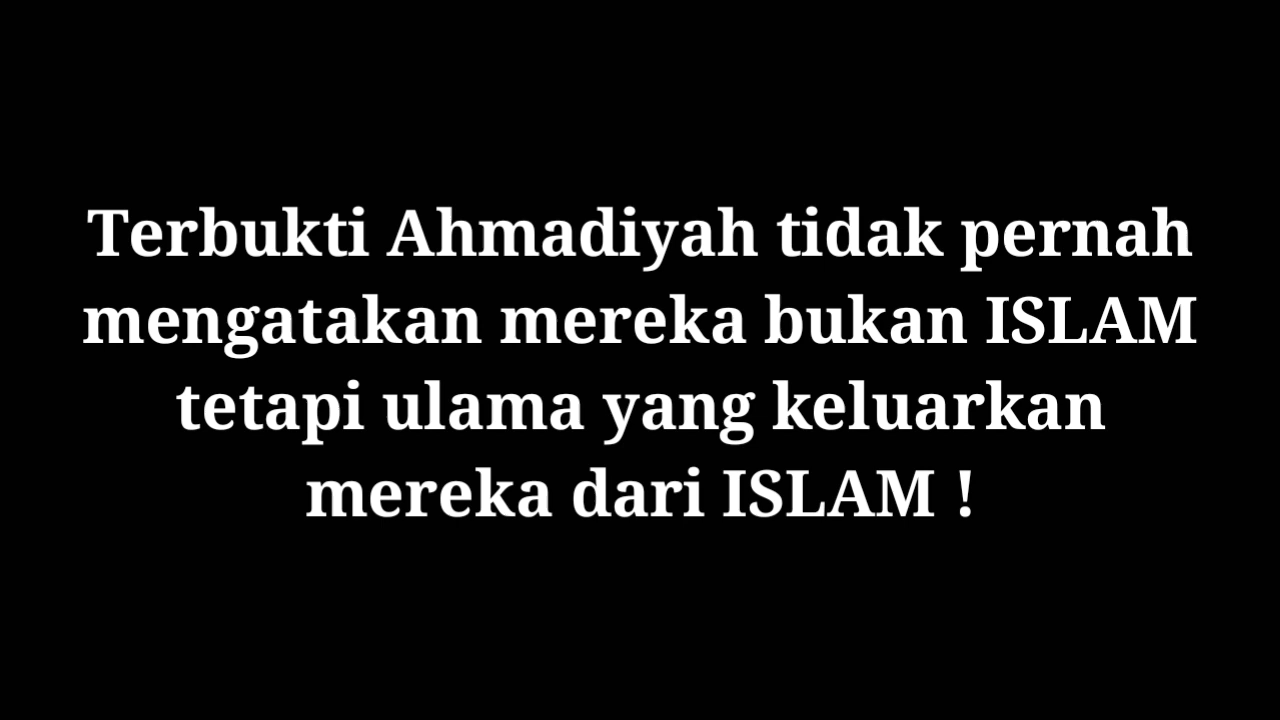 Terbukti Ahmadiyah tidak pernah
mengatakan mereka bukan ISLAM
tetapi ulama yang keluarkan
mereka dari ISLAM !